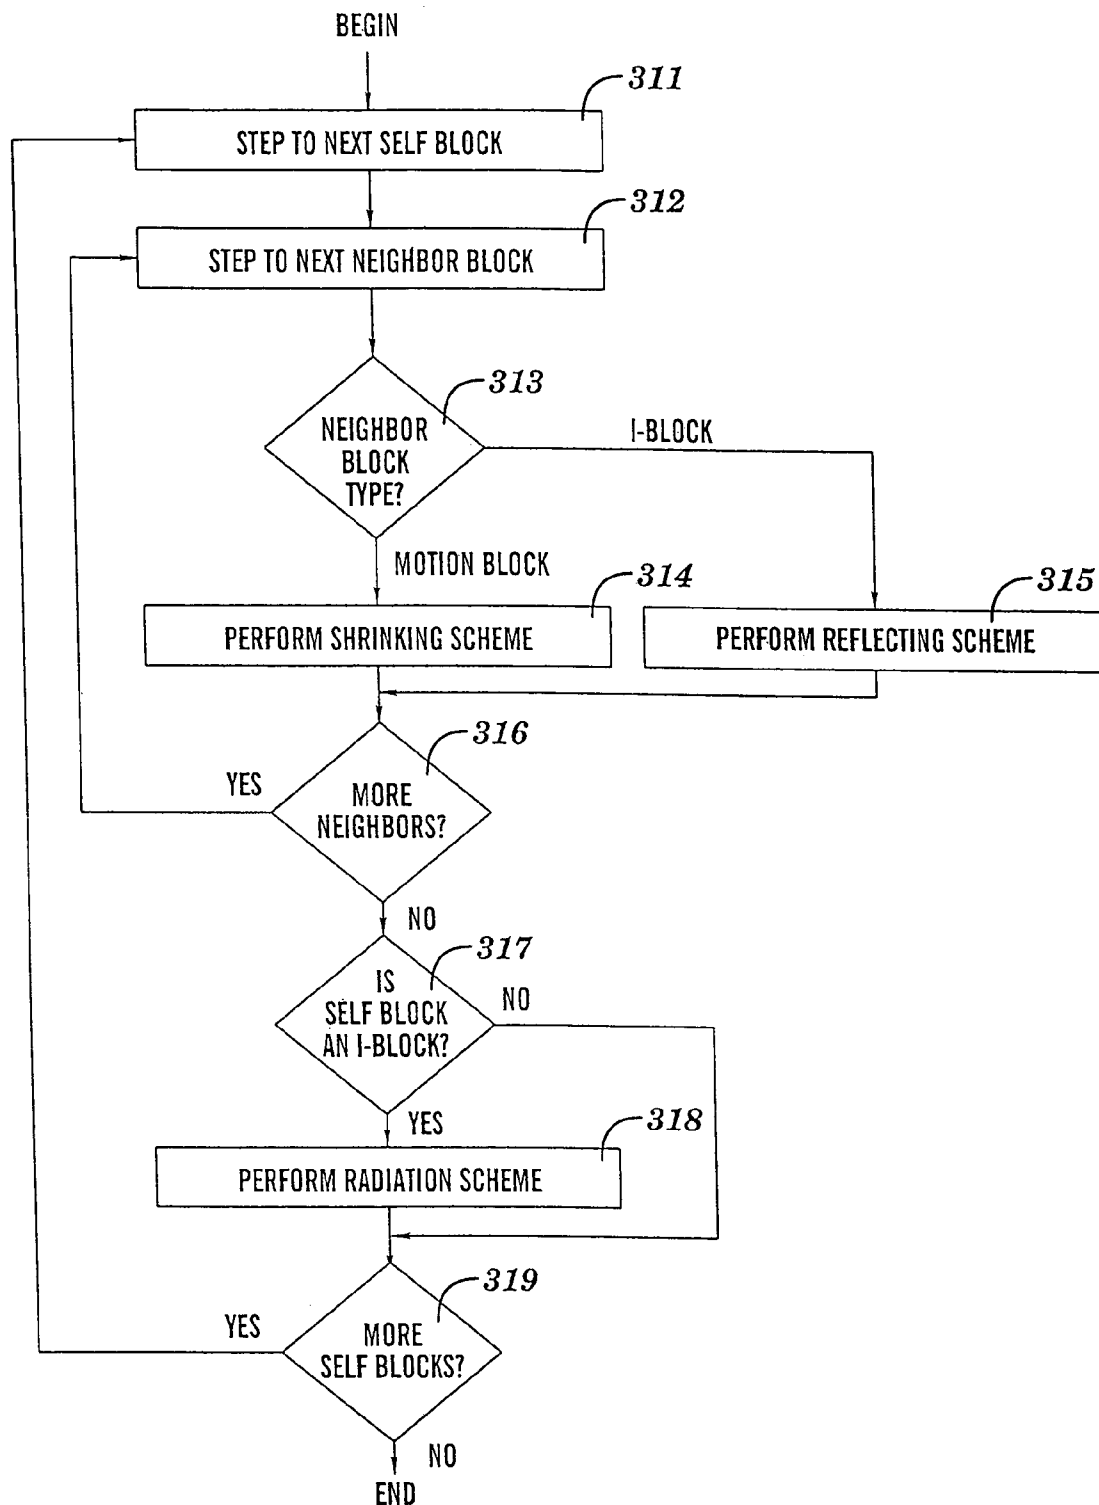 BEGIN
311
STEP TO NEXT SELF BLOCK
312
STEP TO NEXT NEIGHBOR BLOCK
313
NEIGHBOR
BLOCK
TYPE?
I-BLOCK
MOTION BLOCK
314
315
PERFORM SHRINKING SCHEME
PERFORM REFLECTING SCHEME
316
YES
MORE
NEIGHBORS?
NO
317
IS
SELF BLOCK
AN I-BLOCK?
NO
YES
318
PERFORM RADIATION SCHEME
319
YES
MORE
SELF BLOCKS?
NO
END